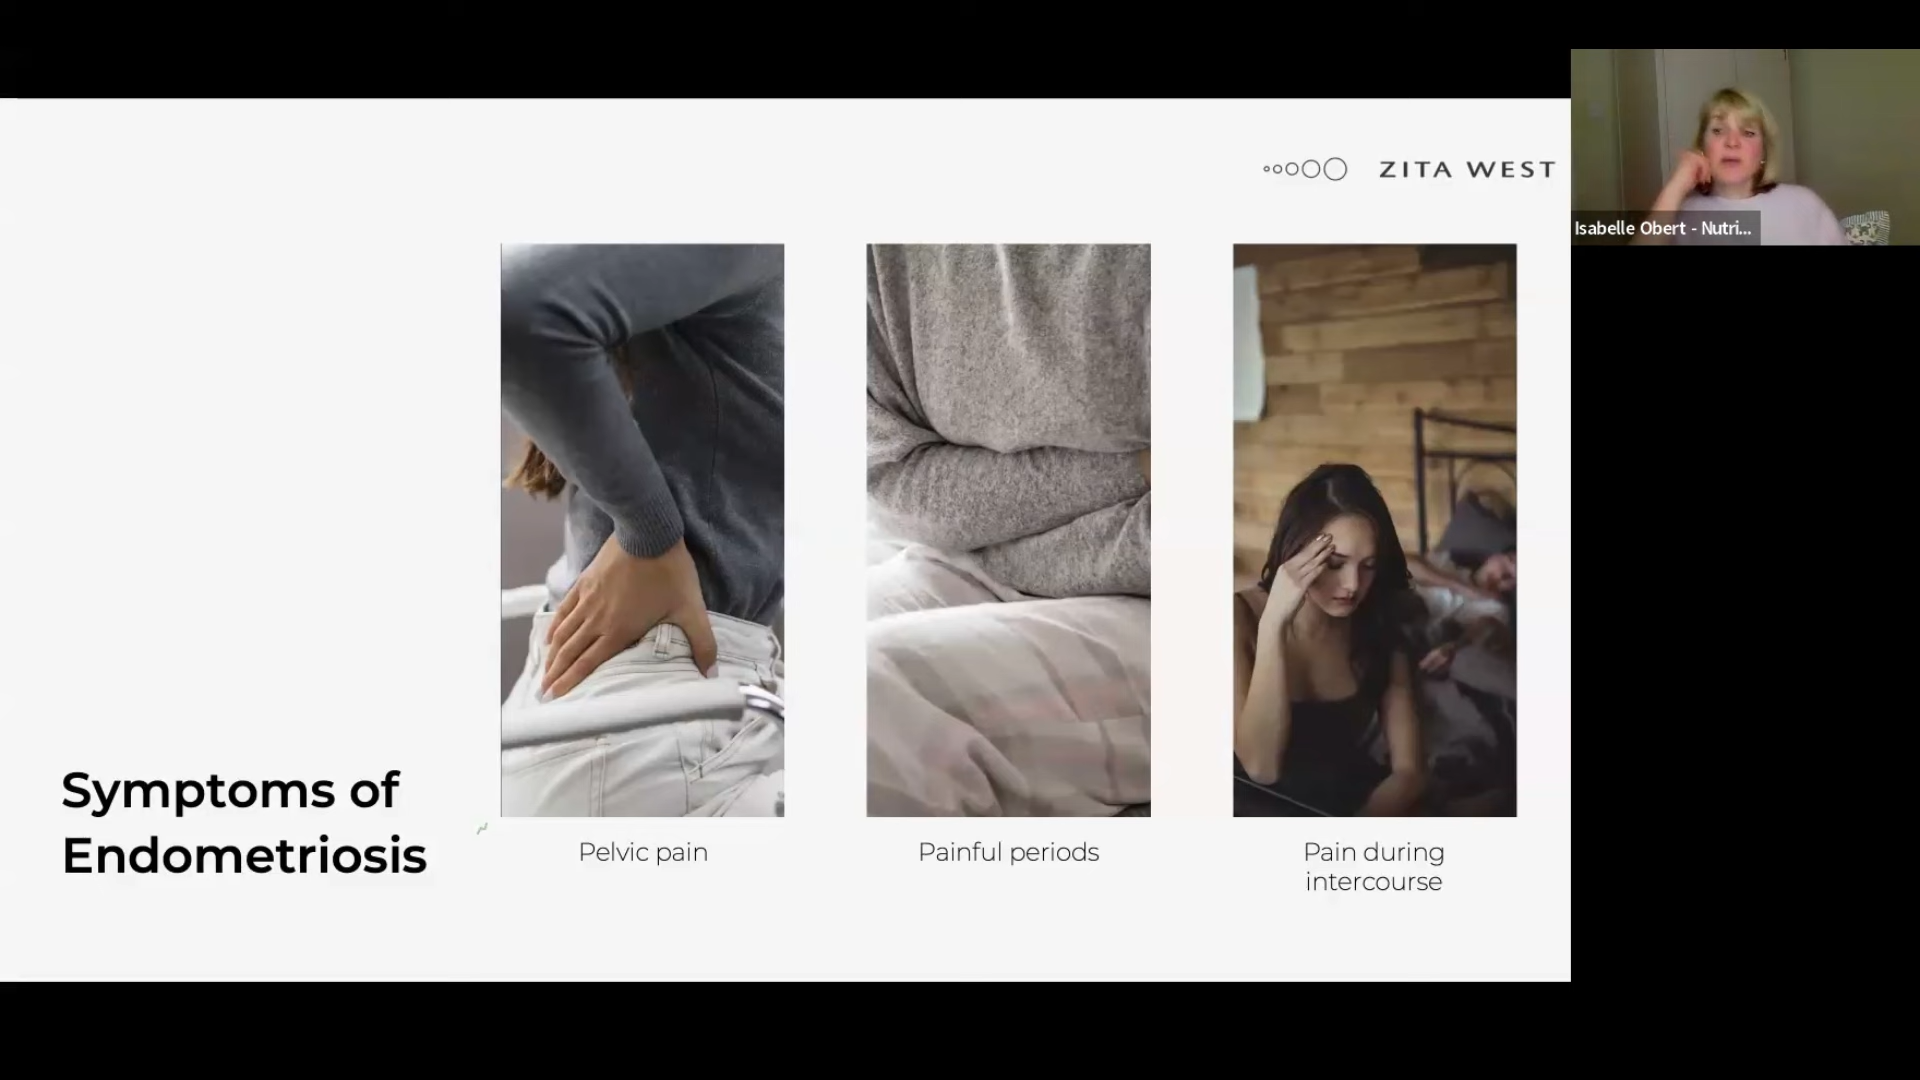 ZITA WEST
Isabelle Obert - Nutri...
Symptoms of
Endometriosis
Pelvic pain
Painful periods
Pain during
intercourse